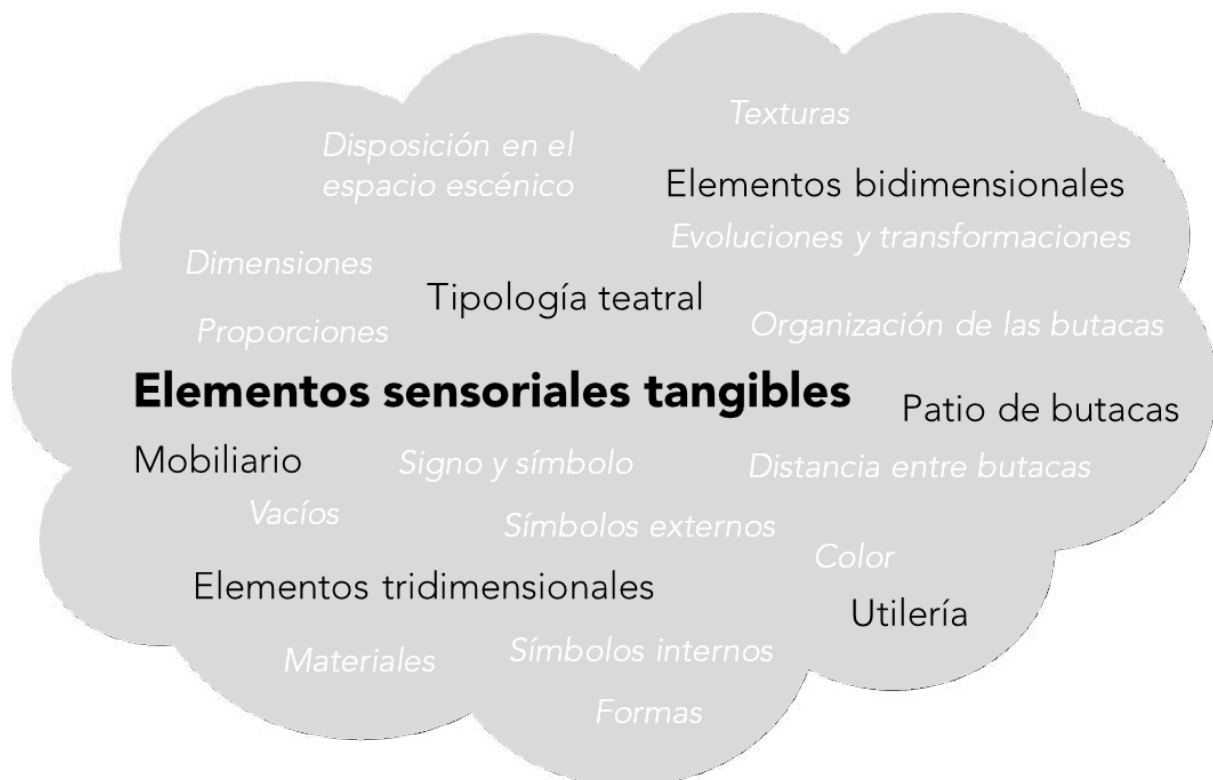 Texturas
Disposición en el
espacio escénico
Elementos bidimensionales
Evoluciones y transformaciones
Dimensiones
Tipología teatral
Proporciones
Organización de las butacas
Elementos sensoriales tangibles
Patio de butacas
Mobiliario
Signo y símbolo
Distancia entre butacas
Vacíos
Símbolos externos
Color
Elementos tridimensionales
Utilería
Materiales
Símbolos internos
Formas